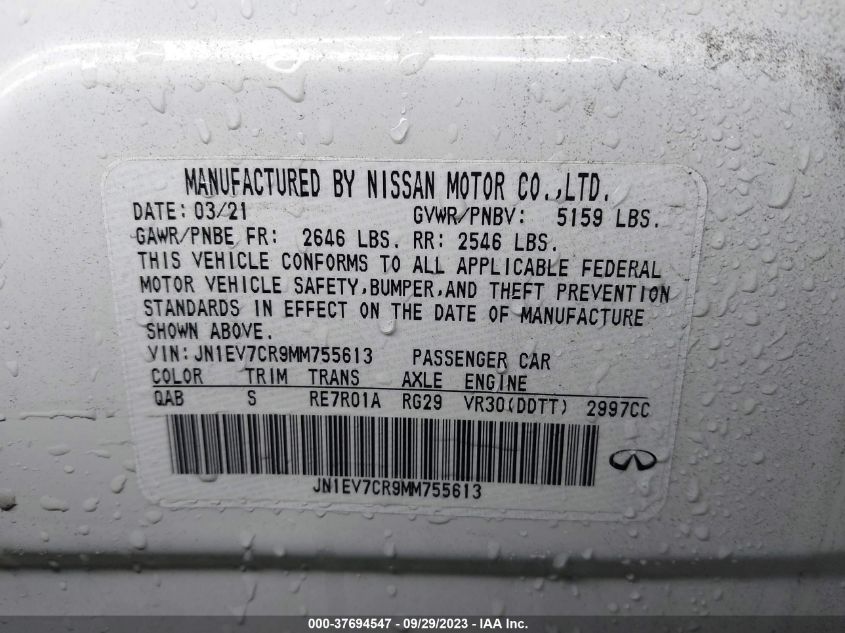 MANUFACTURED BY NISSAN MOTOR CO.,LTD.
DATE: 03/21 GVWR/PNBV: 5159 LBS.
GAWR/PNBE FR: 2646 LBS. RR: 2546 LBS.
THIS VEHICLE CONFORMS TO ALL APPLICABLE FEDERAL
MOTOR VEHICLE SAFETY,BUMPER,AND THEFT PREVENTION
STANDARDS IN EFFECT ON THE DATE OF MANUFACTURE
SHOWN ABOVE.
VIN: JN1EV7CR9MM755613 PASSENGER CAR
COLOR TRIM TRANS AXLE ENGINE
QAB S RE7R01A RG29 VR30(DDTT) 2997CC
JN1EV7CR9MM755613
000-37694547 - 09/29/2023 - IAA Inc.